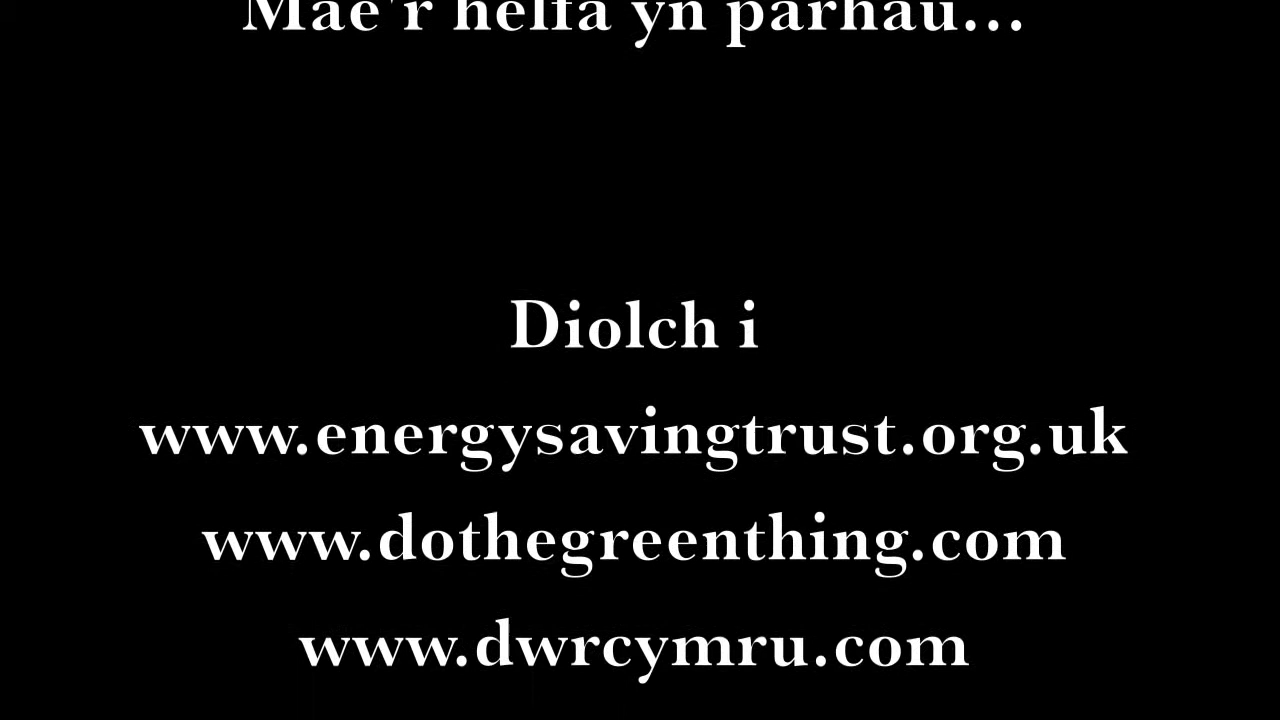 Mae'r helfa yn parhau...
Diolch i
www.energysavingtrust.org.uk
www.dothegreenthing.com
www.dwrcymru.com